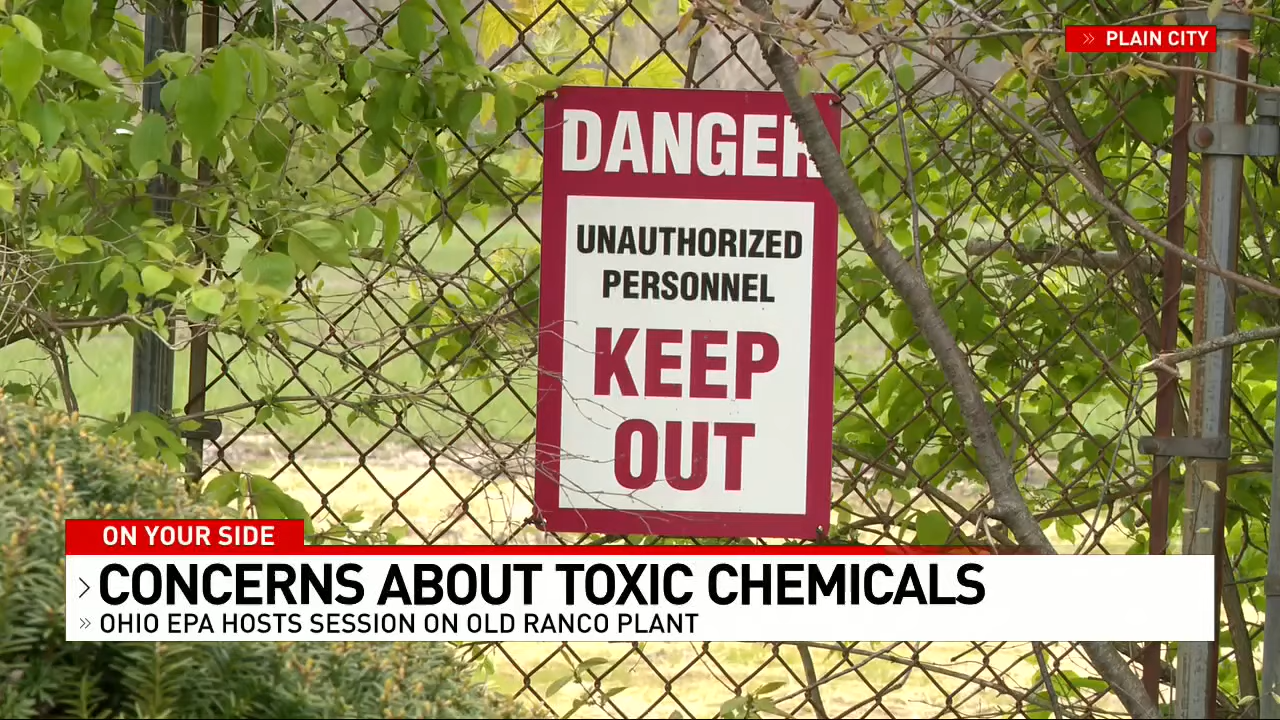 PLAIN CITY
DANGER
UNAUTHORIZED
PERSONNEL
KEEP
OUT
ON YOUR SIDE
CONCERNS ABOUT TOXIC CHEMICALS
OHIO EPA HOSTS SESSION ON OLD RANCO PLANT